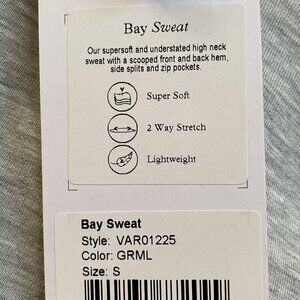 Bay Sweat
Our supersoft and understated high neck
sweat with a scooped front and back hem,
side splits and zip pockets.
Super Soft
2 Way Stretch
Lightweight
Bay Sweat
Style: VAR01225
Color: GRML
Size: S